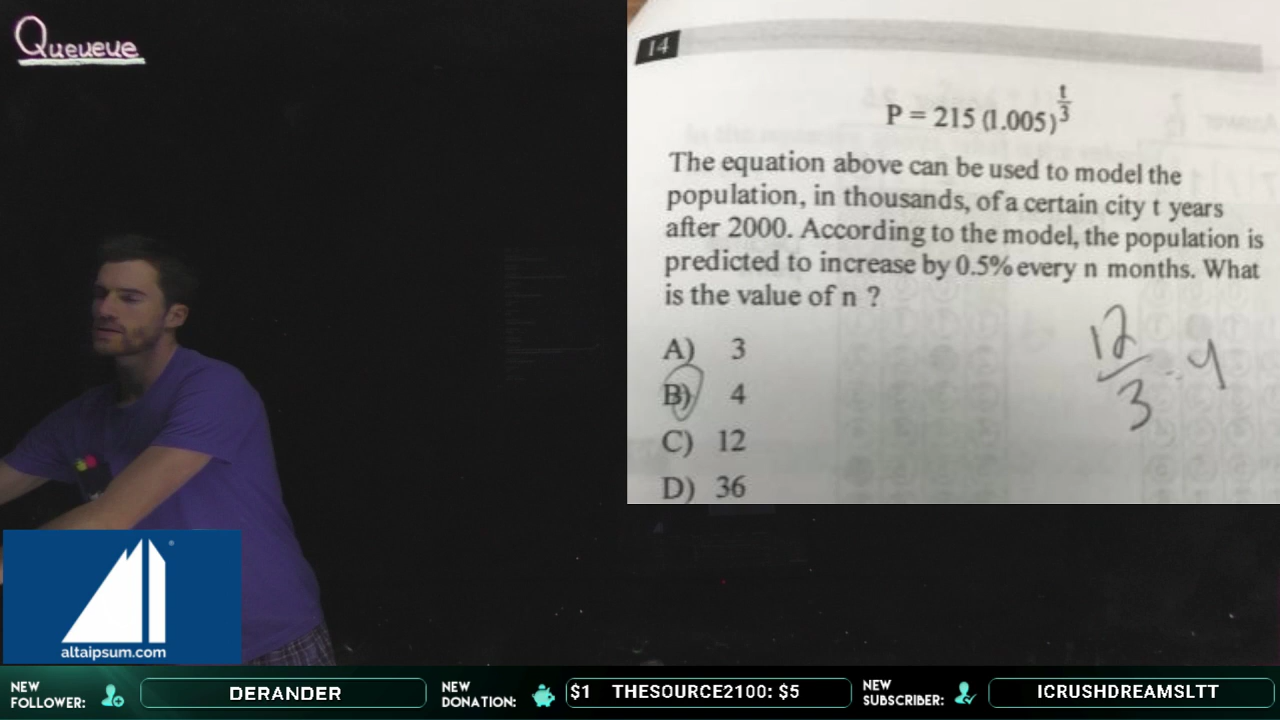 Queueue
14
P = 215 (1.005)^(t/3)
The equation above can be used to model the
population, in thousands, of a certain city t years
after 2000. According to the model, the population is
predicted to increase by 0.5% every n months. What
is the value of n ?
A) 3
B) 4
C) 12
D) 36
12/3 = 4
altaipsum.com
NEW FOLLOWER: DERANDER
NEW DONATION: $1 THESOURCE2100: $5
NEW SUBSCRIBER: ICRUSHDREAMSLTT